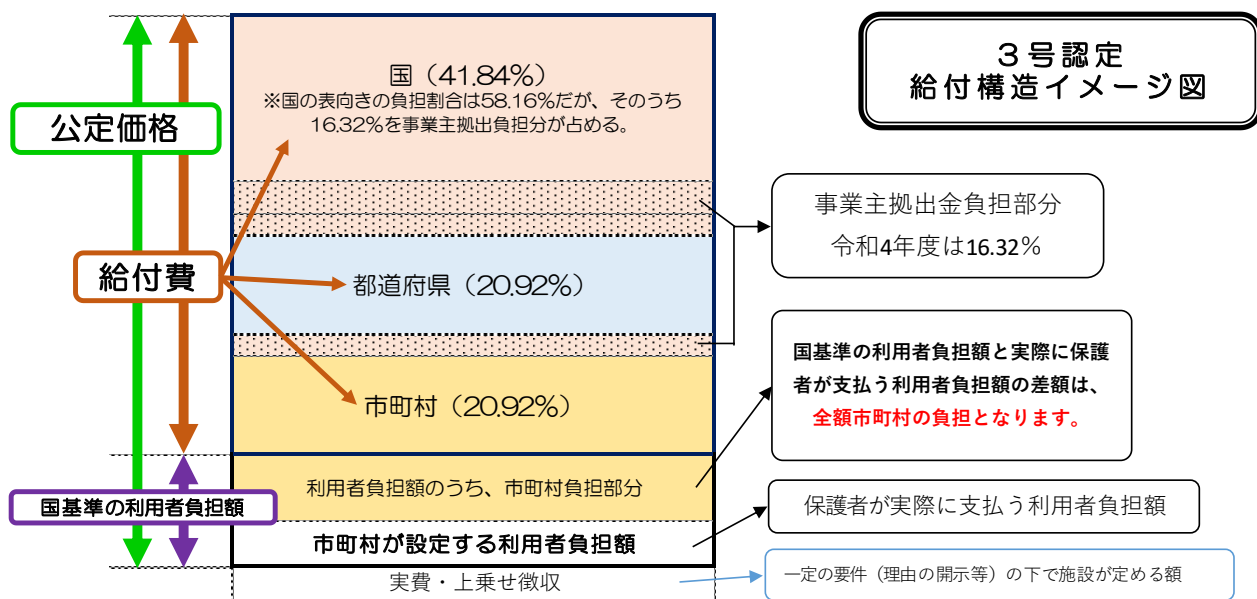 3号認定
給付構造イメージ図
公定価格
給付費
国基準の利用者負担額
国（41.84%）
※国の表向きの負担割合は58.16%だが、そのうち
16.32%を事業主拠出負担分が占める。
都道府県（20.92%）
市町村（20.92%）
利用者負担額のうち、市町村負担部分
市町村が設定する利用者負担額
実費・上乗せ徴収
事業主拠出金負担部分
令和4年度は16.32%
国基準の利用者負担額と実際に保護
者が支払う利用者負担額の差額は、
全額市町村の負担となります。
保護者が実際に支払う利用者負担額
一定の要件（理由の開示等）の下で施設が定める額